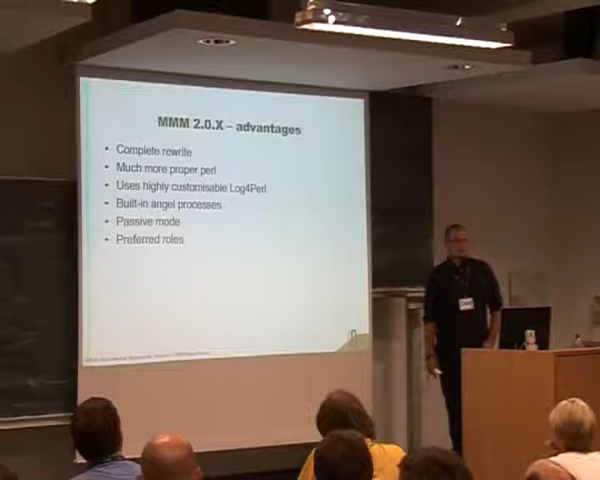 MMM 2.0.X – advantages
• Complete rewrite
• Much more proper perl
• Uses highly customisable Log4Perl
• Built-in angel processes
• Passive mode
• Preferred roles